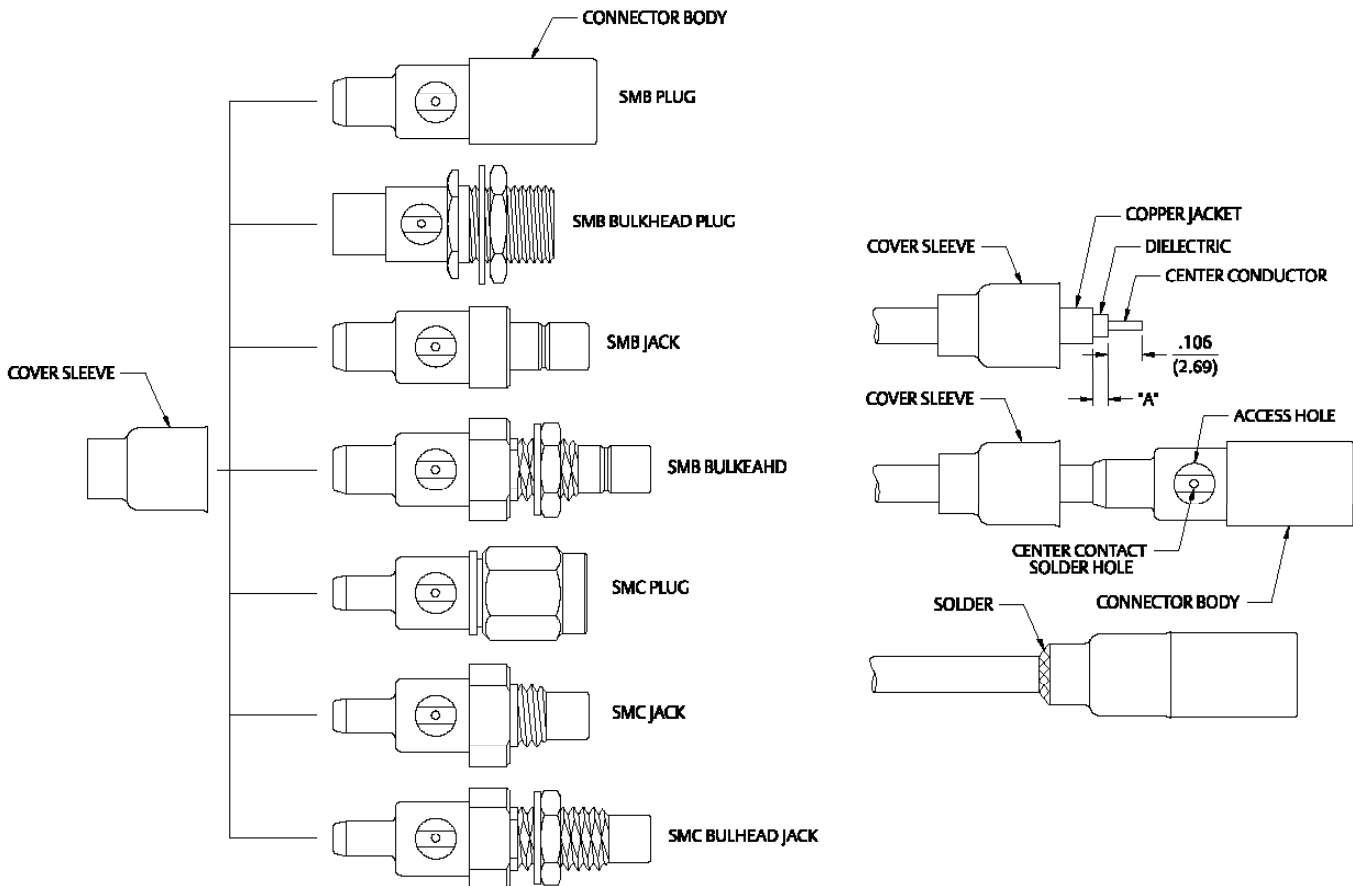 CONNECTOR BODY
SMB PLUG
SMB BULKHEAD PLUG
SMB JACK
COVER SLEEVE
SMB BULKEAHD
SMC PLUG
SMC JACK
SMC BULHEAD JACK
COPPER JACKET
COVER SLEEVE
DIELECTRIC
CENTER CONDUCTOR
.106
(2.69)
"A"
COVER SLEEVE
ACCESS HOLE
CENTER CONTACT
SOLDER HOLE
CONNECTOR BODY
SOLDER